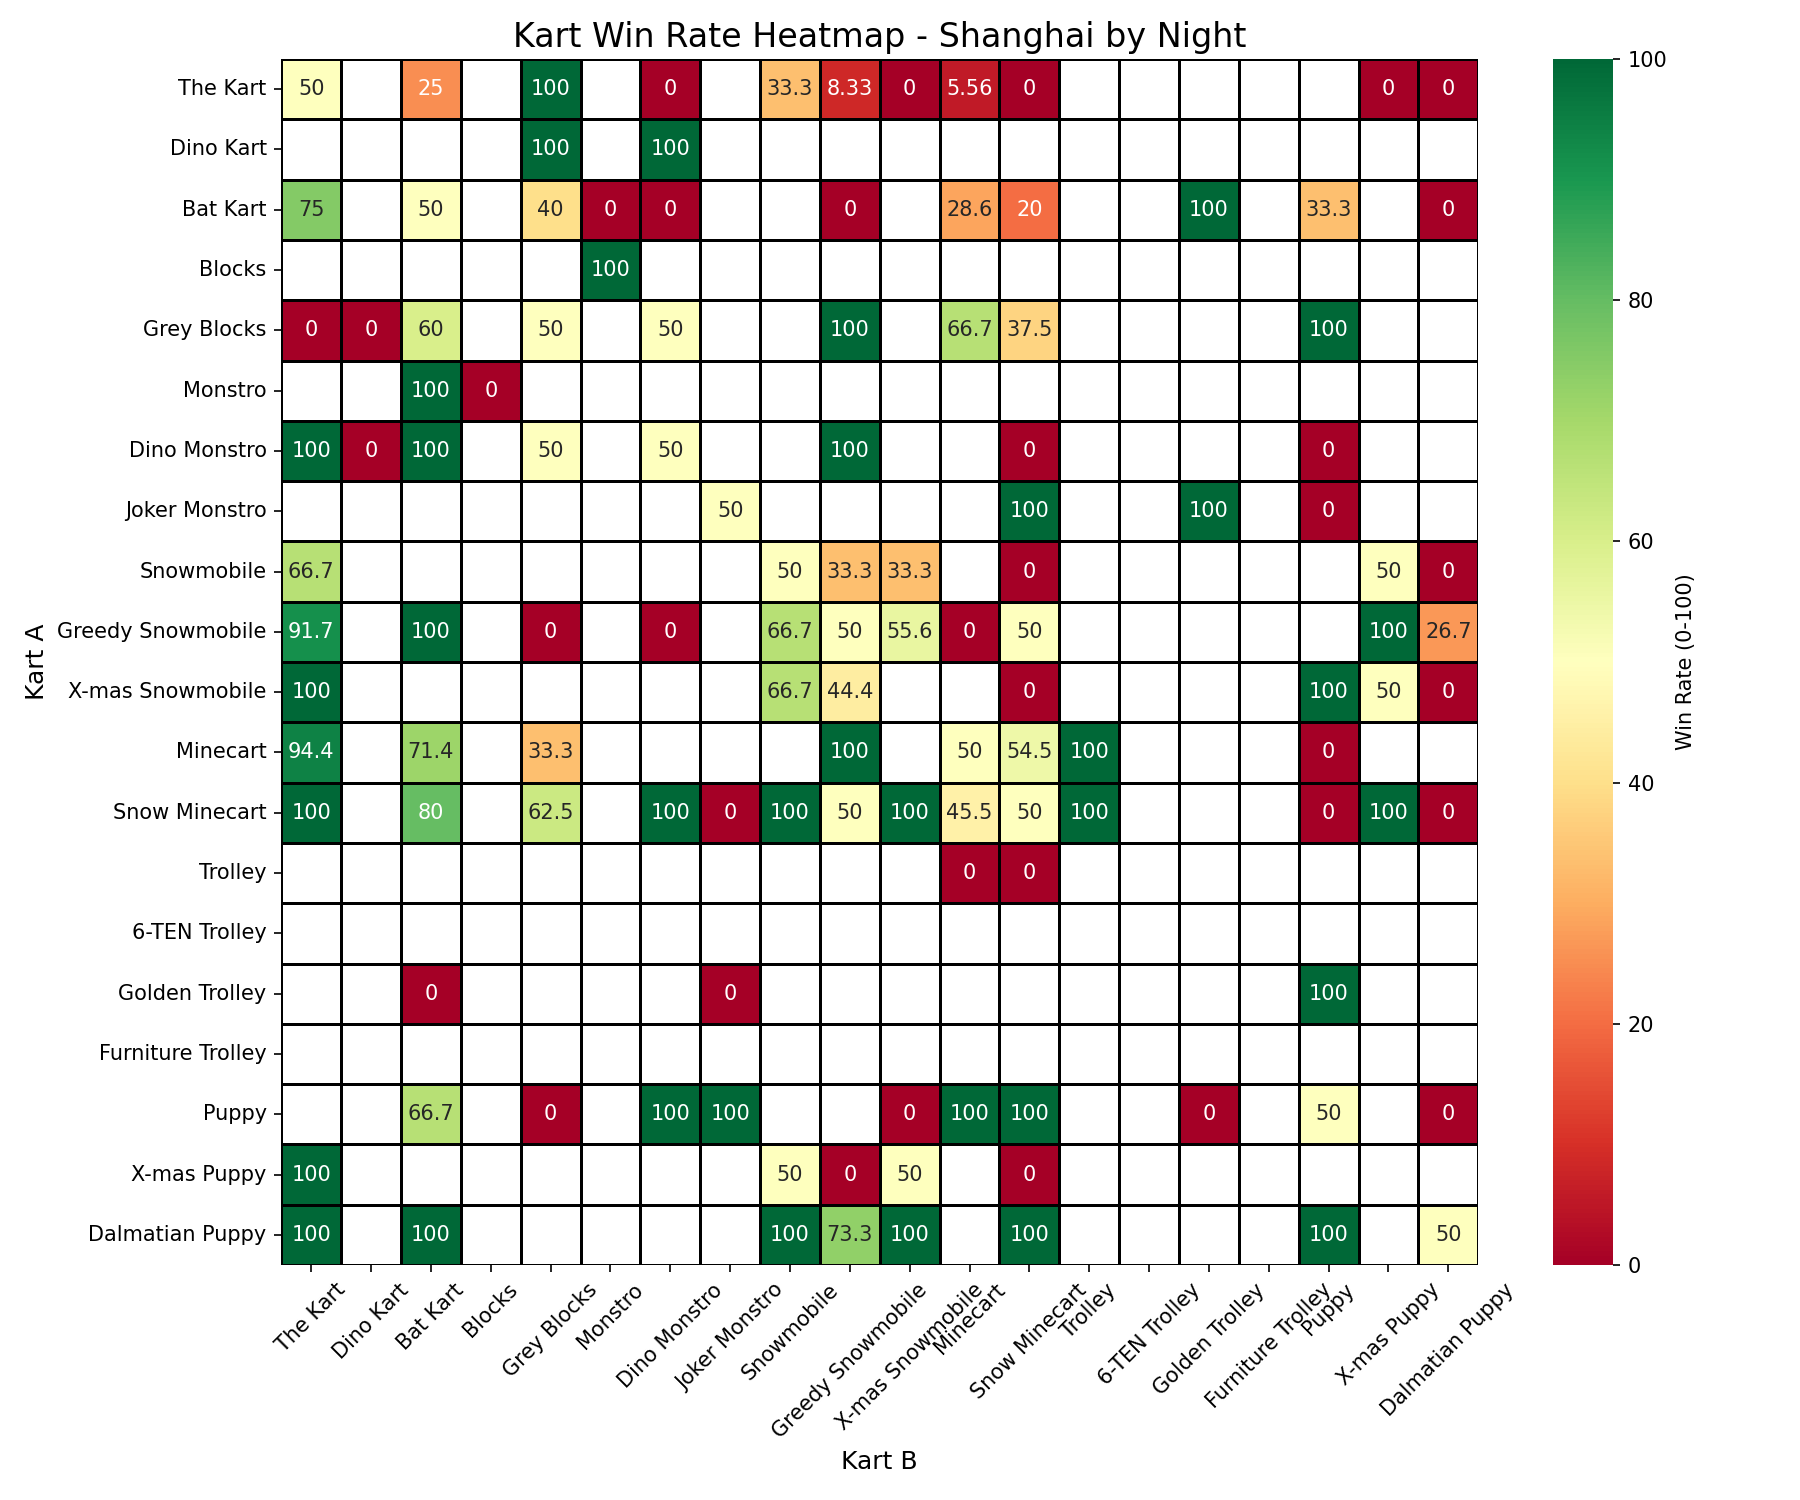 Kart Win Rate Heatmap - Shanghai by Night
The Kart 50 25 100 0 33.3 8.33 0 5.56 0 0 0
Dino Kart 100 100
Bat Kart 75 50 40 0 0 0 28.6 20 100 33.3 0
Blocks 100
Grey Blocks 0 0 60 50 50 100 66.7 37.5 100
Monstro 100 0
Dino Monstro 100 0 100 50 50 100 0 0
Joker Monstro 50 100 100 0
Snowmobile 66.7 50 33.3 33.3 0 50 0
Greedy Snowmobile 91.7 100 0 0 66.7 50 55.6 0 50 100 26.7
X-mas Snowmobile 100 66.7 44.4 0 100 50 0
Minecart 94.4 71.4 33.3 100 50 54.5 100 0
Snow Minecart 100 80 62.5 100 0 100 50 100 45.5 50 100 0 100 0
Trolley 0 0
6-TEN Trolley
Golden Trolley 0 0 100
Furniture Trolley
Puppy 66.7 0 100 100 0 100 100 0 50 0
X-mas Puppy 100 50 0 50 0
Dalmatian Puppy 100 100 100 73.3 100 100 100 50
Kart A
The Kart
Dino Kart
Bat Kart
Blocks
Grey Blocks
Monstro
Dino Monstro
Joker Monstro
Snowmobile
Greedy Snowmobile
X-mas Snowmobile
Minecart
Snow Minecart
Trolley
6-TEN Trolley
Golden Trolley
Furniture Trolley
Puppy
X-mas Puppy
Dalmatian Puppy
Kart B
100
80
60
40
20
0
Win Rate (0-100)